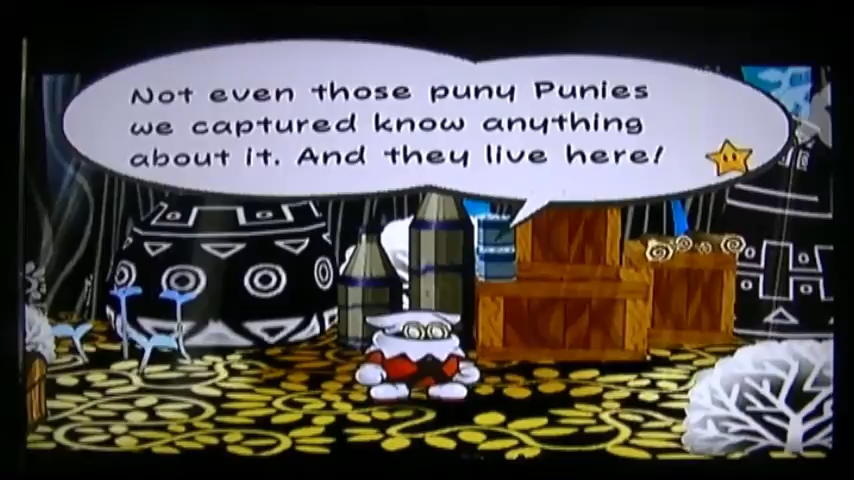 Not even those puny Punies
we captured know anything
about it. And they live here!